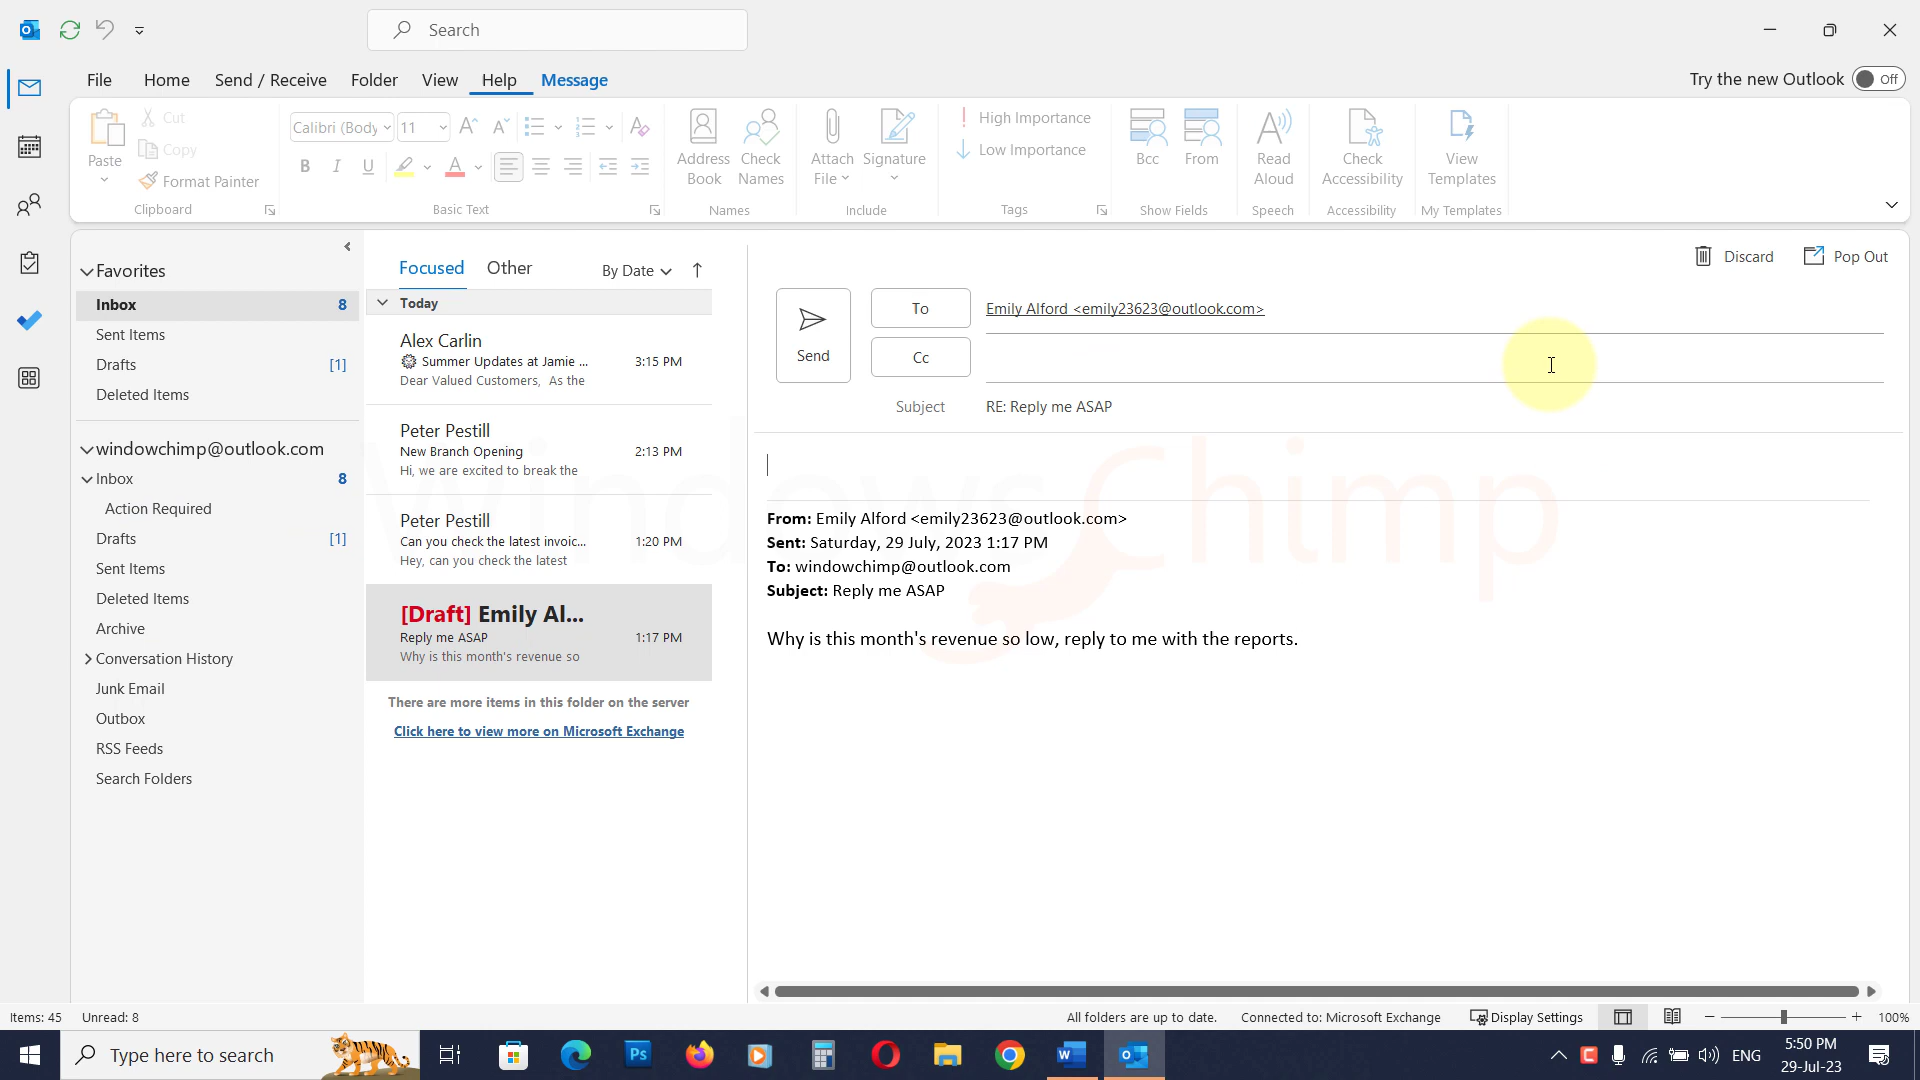 Search
File Home Send / Receive Folder View Help Message
Try the new Outlook Off
Paste
Cut
Copy
Format Painter
Clipboard
Calibri (Body 11
B I U
Basic Text
Address Book
Check Names
Names
Attach File
Signature
Include
High Importance
Low Importance
Tags
Bcc
From
Show Fields
Read Aloud
Speech
Check Accessibility
Accessibility
View Templates
My Templates
Favorites
Inbox 8
Sent Items
Drafts [1]
Deleted Items
windowchimp@outlook.com
Inbox 8
Action Required
Drafts [1]
Sent Items
Deleted Items
Archive
Conversation History
Junk Email
Outbox
RSS Feeds
Search Folders
Focused Other By Date
Today
Alex Carlin
Summer Updates at Jamie ... 3:15 PM
Dear Valued Customers, As the
Peter Pestill
New Branch Opening 2:13 PM
Hi, we are excited to break the
Peter Pestill
Can you check the latest invoic... 1:20 PM
Hey, can you check the latest
[Draft] Emily Al...
Reply me ASAP 1:17 PM
Why is this month's revenue so
There are more items in this folder on the server
Click here to view more on Microsoft Exchange
Discard Pop Out
Send
To Emily Alford <emily23623@outlook.com>
Cc
Subject RE: Reply me ASAP
Windows Chimp
From: Emily Alford <emily23623@outlook.com>
Sent: Saturday, 29 July, 2023 1:17 PM
To: windowchimp@outlook.com
Subject: Reply me ASAP
Why is this month's revenue so low, reply to me with the reports.
Items: 45 Unread: 8 All folders are up to date. Connected to: Microsoft Exchange Display Settings 100%
Type here to search
Ps
ENG
5:50 PM
29-Jul-23